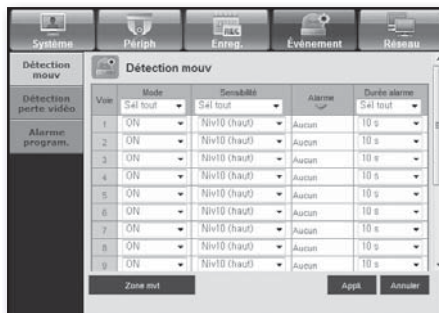 Système Périph Enreg. Évènement Réseau
Détection mouv
Détection perte vidéo
Alarme program.
Détection mouv
Voie Mode Sensibilité Alarme Durée alarme
Sél tout Sél tout Sél tout
1 ON Niv10 (haut) Aucun 10 s
2 ON Niv10 (haut) Aucun 10 s
3 ON Niv10 (haut) Aucun 10 s
4 ON Niv10 (haut) Aucun 10 s
5 ON Niv10 (haut) Aucun 10 s
6 ON Niv10 (haut) Aucun 10 s
7 ON Niv10 (haut) Aucun 10 s
8 ON Niv10 (haut) Aucun 10 s
9 ON Niv10 (haut) Aucun 10 s
Zone mvt Appli. Annuler